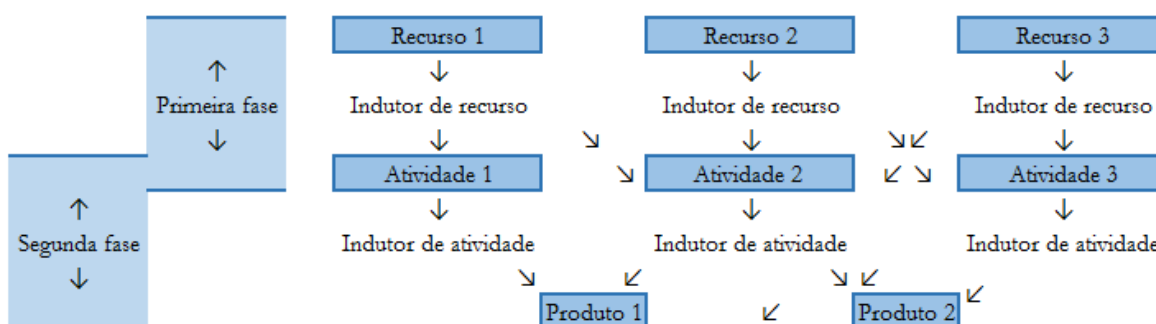 Recurso 1 Recurso 2 Recurso 3
Primeira fase Indutor de recurso Indutor de recurso Indutor de recurso
Atividade 1 Atividade 2 Atividade 3
Segunda fase Indutor de atividade Indutor de atividade Indutor de atividade
Produto 1 Produto 2